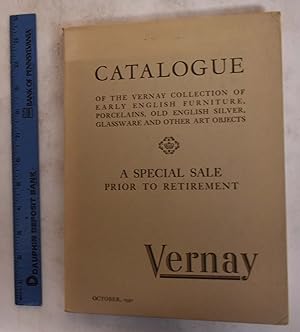 CATALOGUE
OF THE VERNAY COLLECTION OF
EARLY ENGLISH FURNITURE,
PORCELAINS, OLD ENGLISH SILVER,
GLASSWARE AND OTHER ART OBJECTS
A SPECIAL SALE
PRIOR TO RETIREMENT
Vernay
OCTOBER,
BANK OF PENNSYLVANIA
DAUPHIN DEPOSIT BANK